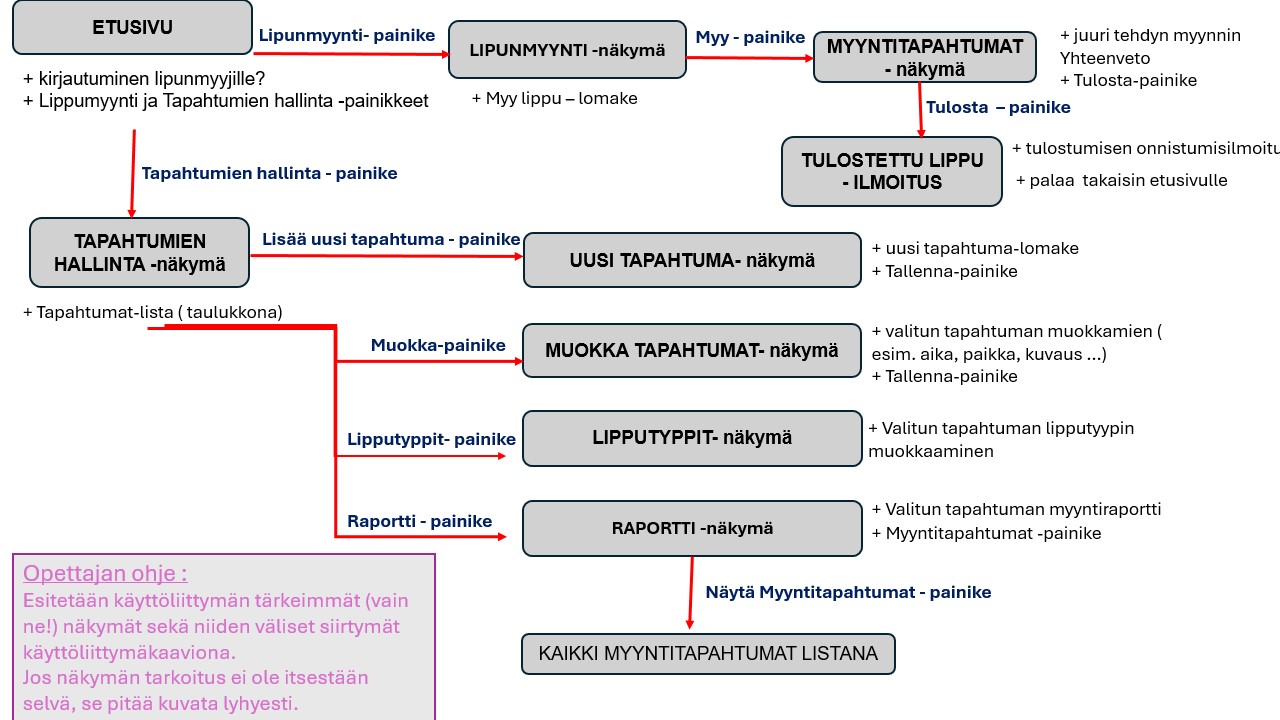 ETUSIVU
Lipunmyynti- painike
LIPUNMYYNTI -näkymä
Myy - painike
MYYNTITAPAHTUMAT
- näkymä
+ juuri tehdyn myynnin
Yhteenveto
+ Tulosta-painike
+ kirjautuminen lipunmyyjille?
+ Lippumyynti ja Tapahtumien hallinta -painikkeet
+ Myy lippu – lomake
Tulosta – painike
TULOSTETTU LIPPU
- ILMOITUS
+ tulostumisen onnistumisilmoitu
+ palaa takaisin etusivulle
Tapahtumien hallinta - painike
TAPAHTUMIEN
HALLINTA -näkymä
Lisää uusi tapahtuma - painike
UUSI TAPAHTUMA- näkymä
+ uusi tapahtuma-lomake
+ Tallenna-painike
+ Tapahtumat-lista ( taulukkona)
Muokka-painike
MUOKKA TAPAHTUMAT- näkymä
+ valitun tapahtuman muokkamien (
esim. aika, paikka, kuvaus ...)
+ Tallenna-painike
Lipputyppit- painike
LIPPUTYPPIT- näkymä
+ Valitun tapahtuman lipputyypin
muokkaaminen
Raportti - painike
RAPORTTI -näkymä
+ Valitun tapahtuman myyntiraportti
+ Myyntitapahtumat -painike
Näytä Myyntitapahtumat - painike
KAIKKI MYYNTITAPAHTUMAT LISTANA
Opettajan ohje :
Esitetään käyttöliittymän tärkeimmät (vain
ne!) näkymät sekä niiden väliset siirtymät
käyttöliittymäkaaviona.
Jos näkymän tarkoitus ei ole itsestään
selvä, se pitää kuvata lyhyesti.